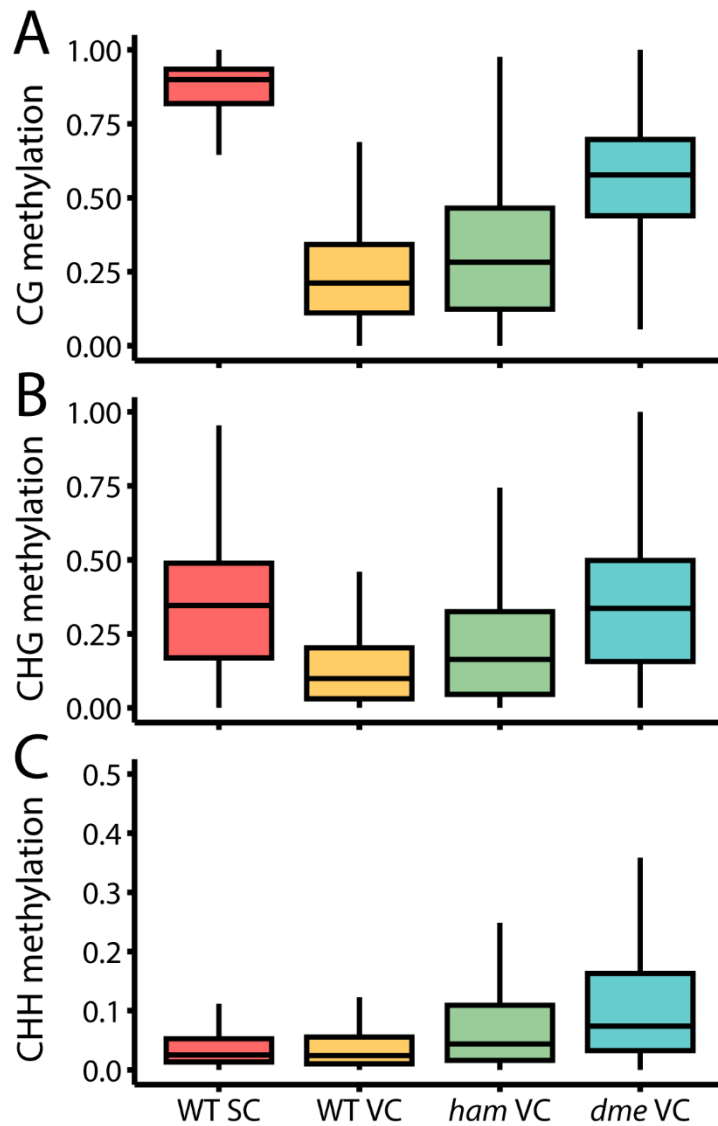 A
CG methylation
1.00
0.75
0.50
0.25
0.00
B
CHG methylation
1.00
0.75
0.50
0.25
0.00
C
CHH methylation
0.5
0.4
0.3
0.2
0.1
0.0
WT SC WT VC ham VC dme VC